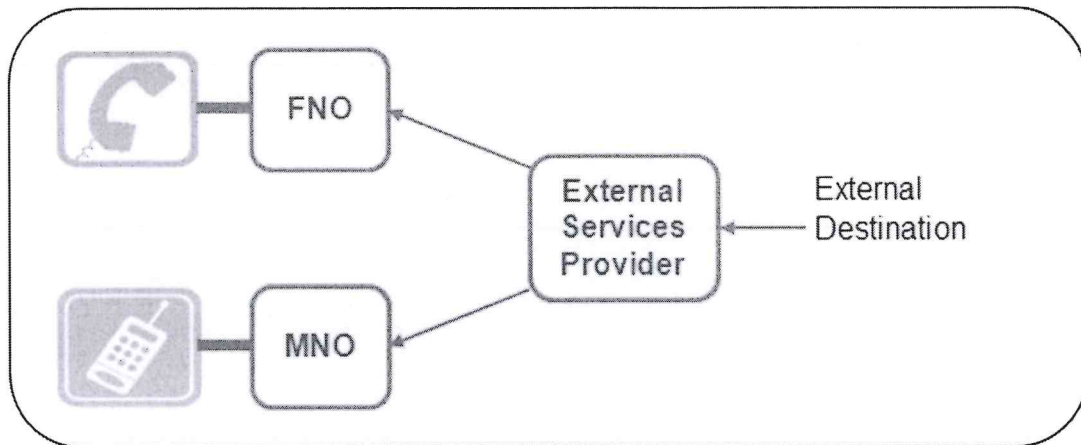 FNO
External
Services
Provider
External
Destination
MNO